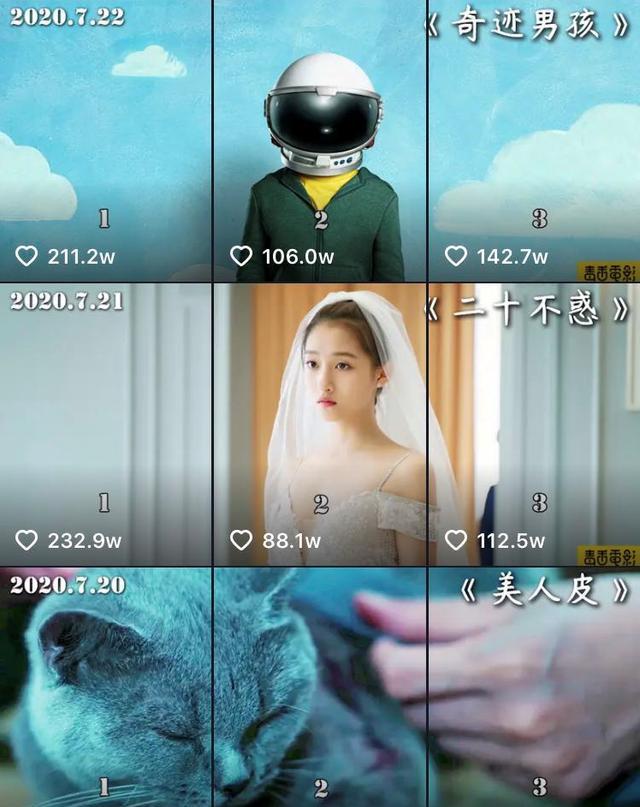 2020.7.22
《奇迹男孩》
1
2
3
211.2w
106.0w
142.7w
毒舌电影
2020.7.21
《二十不惑》
1
2
3
232.9w
88.1w
112.5w
毒舌电影
2020.7.20
《美人皮》
1
2
3